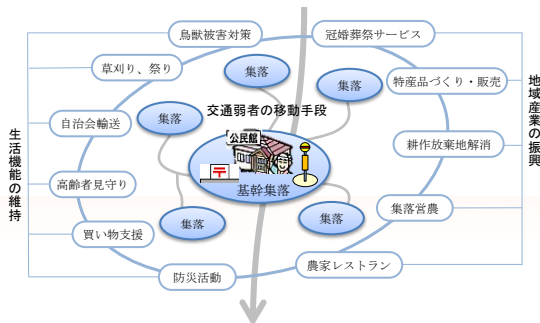 鳥獣被害対策
冠婚葬祭サービス
草刈り、祭り
集落
集落
特産品づくり・販売
自治会輸送
集落
交通弱者の移動手段
公民館
耕作放棄地解消
〒
基幹集落
高齢者見守り
集落営農
買い物支援
集落
集落
防災活動
農家レストラン
生活機能の維持
地域産業の振興